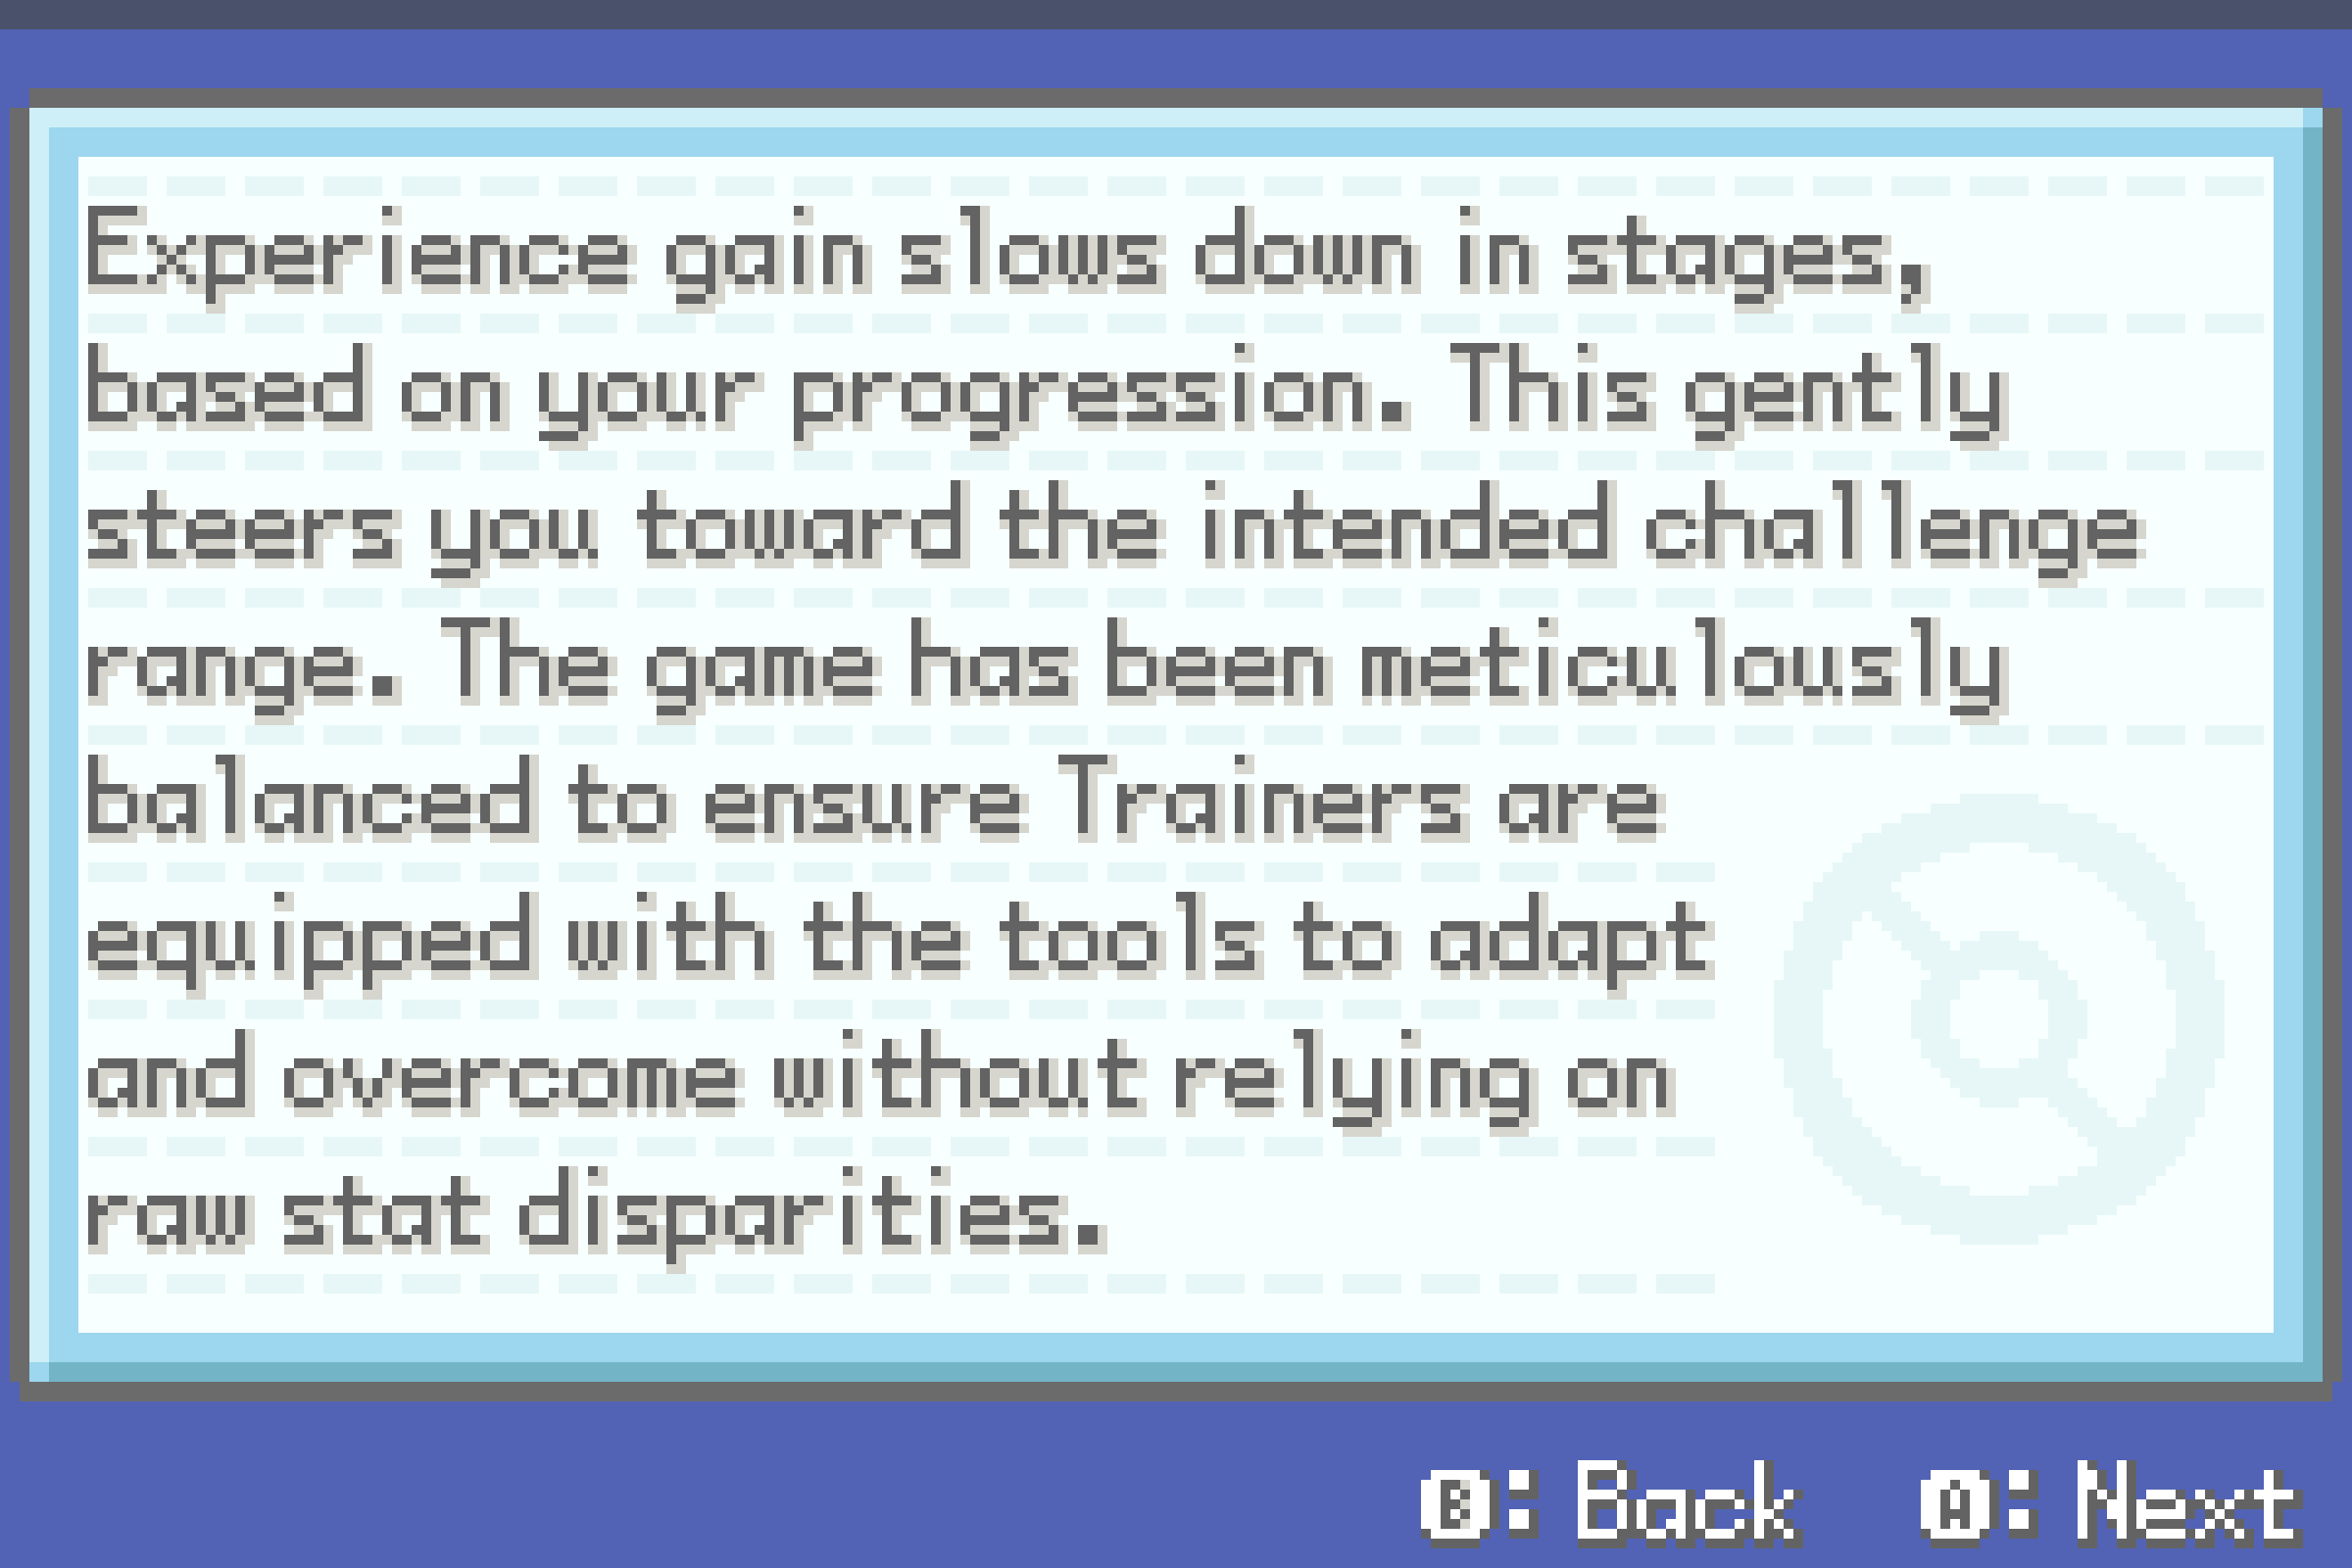 Experience gain slows down in stages,
based on your progression. This gently
steers you toward the intended challenge
range. The game has been meticulously
balanced to ensure Trainers are
equipped with the tools to adapt
and overcome without relying on
raw stat disparities.
B: Back A: Next